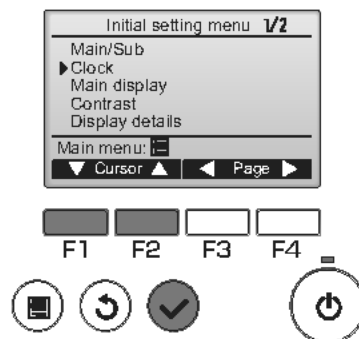 Initial setting menu 1/2
Main/Sub
Clock
Main display
Contrast
Display details
Main menu:
Cursor Page
F1 F2 F3 F4